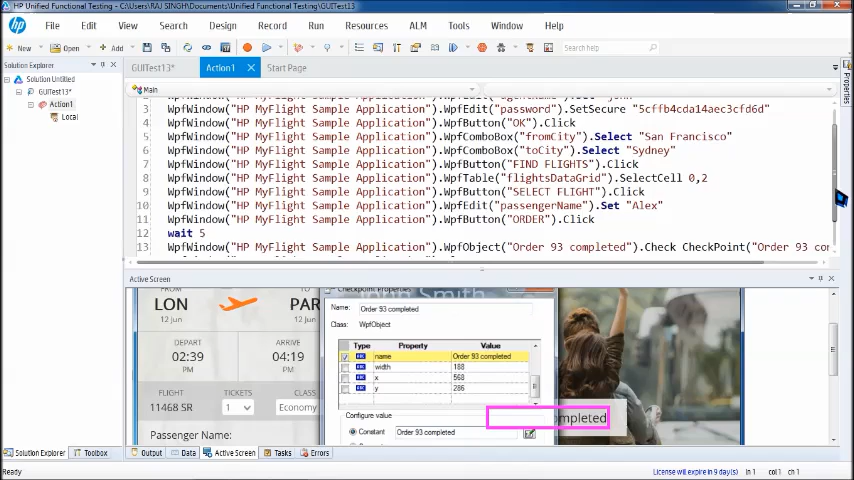 HP Unified Functional Testing - C:\Users\RAJ SINGH\Documents\Unified Functional Testing\GUITest13
File Edit View Search Design Record Run Resources ALM Tools Window Help
New Open Add Search help
Solution Explorer
GUITest13* Action1 Start Page
Properties
Solution Untitled
GUITest13*
Action1
Local
Main
3 WpfWindow("HP MyFlight Sample Application").WpfEdit("password").SetSecure "5cffb4cda14aec3cfd6d"
4 WpfWindow("HP MyFlight Sample Application").WpfButton("OK").Click
5 WpfWindow("HP MyFlight Sample Application").WpfComboBox("fromCity").Select "San Francisco"
6 WpfWindow("HP MyFlight Sample Application").WpfComboBox("toCity").Select "Sydney"
7 WpfWindow("HP MyFlight Sample Application").WpfButton("FIND FLIGHTS").Click
8 WpfWindow("HP MyFlight Sample Application").WpfTable("flightsDataGrid").SelectCell 0,2
9 WpfWindow("HP MyFlight Sample Application").WpfButton("SELECT FLIGHT").Click
10 WpfWindow("HP MyFlight Sample Application").WpfEdit("passengerName").Set "Alex"
11 WpfWindow("HP MyFlight Sample Application").WpfButton("ORDER").Click
12 wait 5
13 WpfWindow("HP MyFlight Sample Application").WpfObject("Order 93 completed").Check CheckPoint("Order 93 com
Active Screen
FROM TO
LON PAR
12 Jun 12 Jun
DEPART ARRIVE
02:39 04:19
FLIGHT TICKETS CLASS
11468 SR 1 Economy
Passenger Name:
John Smith
Checkpoint Properties
Name: Order 93 completed
Class: WpfObject
Type Property Value
name Order 93 completed
width 188
x 568
y 286
Configure value
Constant Order 93 completed
ompleted
Solution Explorer Toolbox Output Data Active Screen Tasks Errors
Ready License will expire in 9 day(s) ln 1 col 1 ch 1